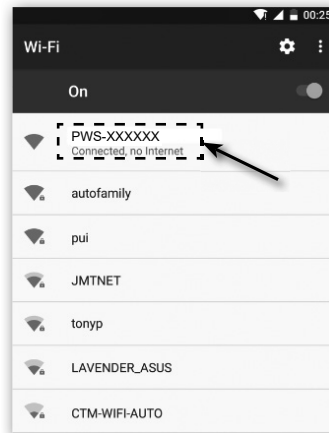 00:25
Wi-Fi
On
PWS-XXXXXX
Connected, no Internet
autofamily
pui
JMTNET
tonyp
LAVENDER_ASUS
CTM-WIFI-AUTO